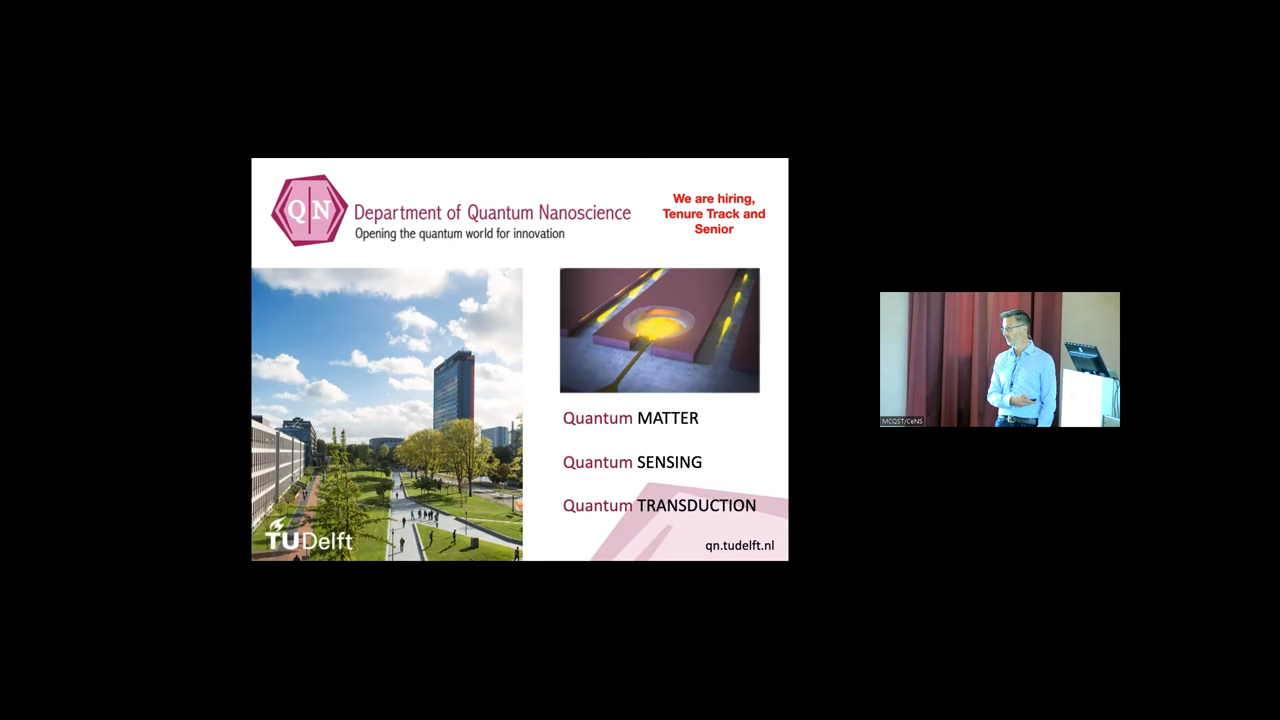 QN
Department of Quantum Nanoscience
Opening the quantum world for innovation
We are hiring,
Tenure Track and
Senior
Quantum MATTER
Quantum SENSING
Quantum TRANSDUCTION
TUDelft
qn.tudelft.nl
MCQST/CeNS